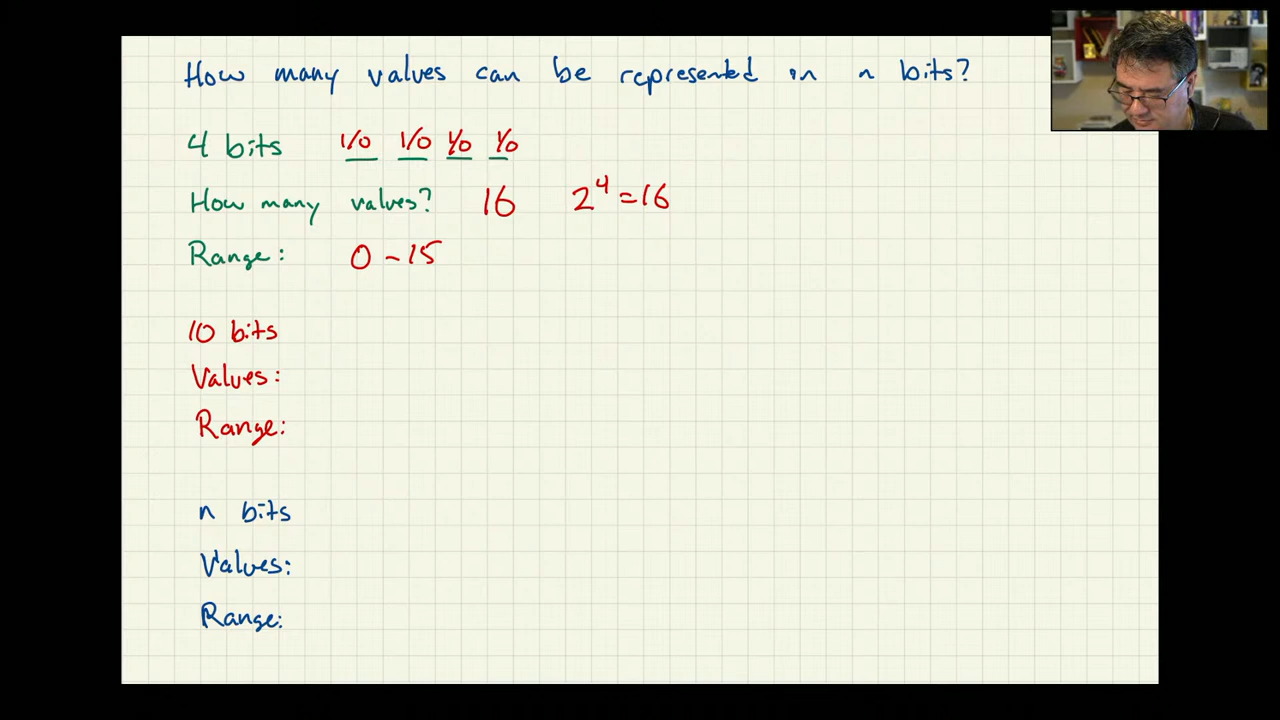 How many values can be represented in n bits?
4 bits 1/0 1/0 1/0 1/0
How many values? 16 2⁴=16
Range: 0-15
10 bits
Values:
Range:
n bits
Values:
Range: